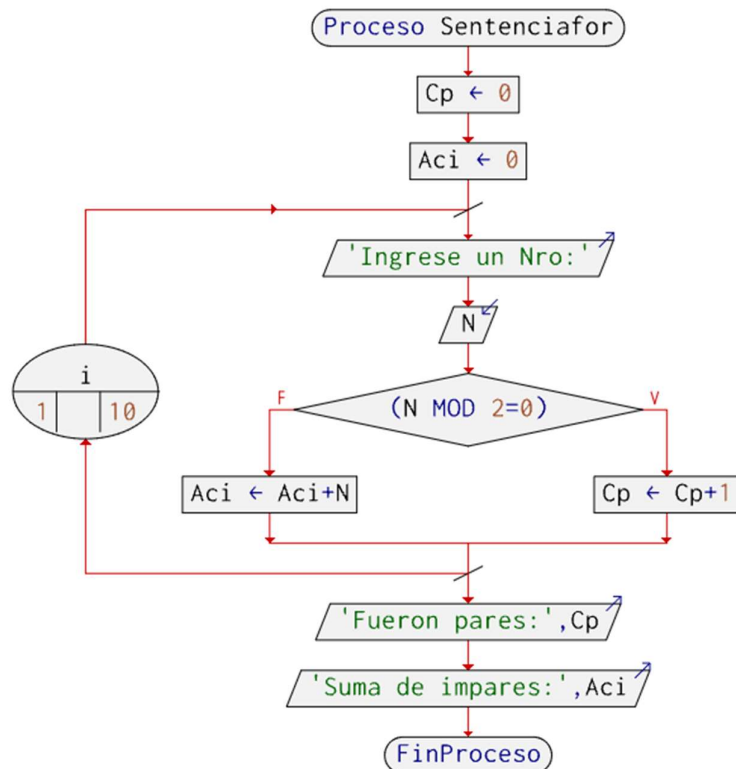 Proceso Sentenciafor
Cp ← 0
Aci ← 0
'Ingrese un Nro:'
N
i
1 10
F
(N MOD 2=0)
V
Aci ← Aci+N
Cp ← Cp+1
'Fueron pares:',Cp
'Suma de impares:',Aci
FinProceso